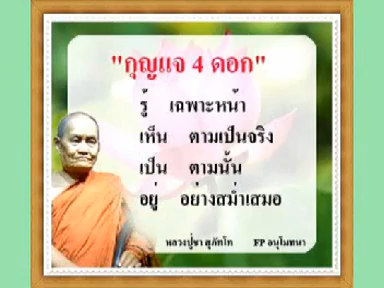 "กุญแจ 4 ดอก"
รู้ เฉพาะหน้า
เห็น ตามเป็นจริง
เป็น ตามนั้น
อยู่ อย่างสม่ำเสมอ
หลวงปู่ชา สุภัทโท FP อนุโมทนา